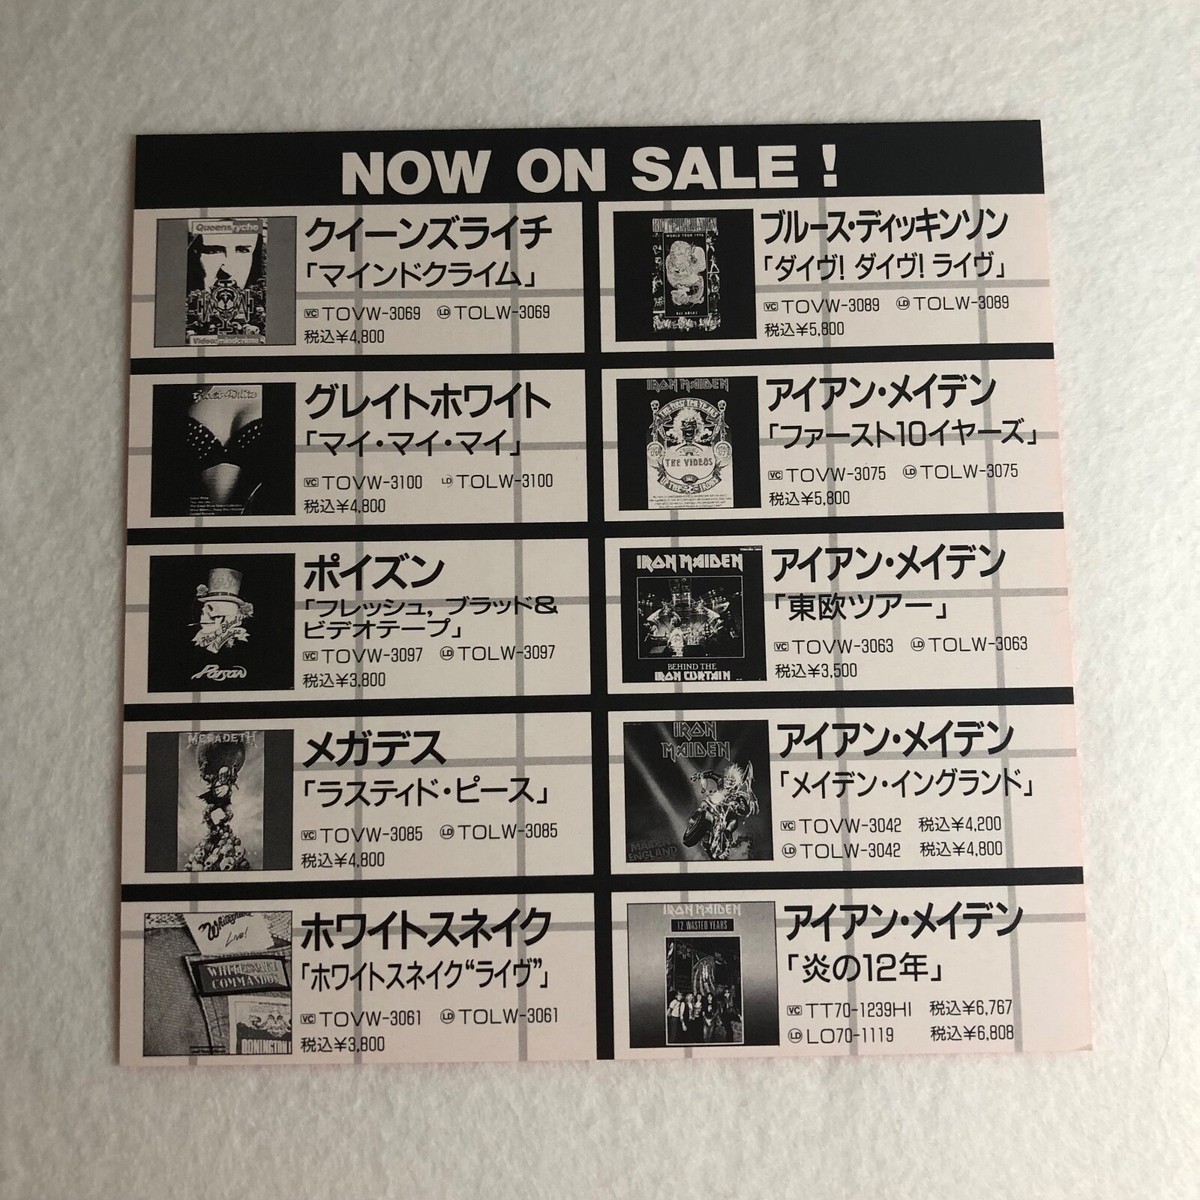 NOW ON SALE !
Queensrÿche
Video:mindcrime
クイーンズライチ
「マインドクライム」
VC TOVW-3069 LD TOLW-3069
税込¥4,800
グレイトホワイト
「マイ・マイ・マイ」
VC TOVW-3100 LD TOLW-3100
税込¥4,800
Poison
ポイズン
「フレッシュ, ブラッド&
ビデオテープ」
VC TOVW-3097 LD TOLW-3097
税込¥3,800
MEGADETH
メガデス
「ラスティド・ピース」
VC TOVW-3085 LD TOLW-3085
税込¥4,800
Whitesnake
Live!
WHITESNAKE
COMMANDOS
DONINGTON
ホワイトスネイク
「ホワイトスネイク“ライヴ”」
VC TOVW-3061 LD TOLW-3061
税込¥3,800
WORLD TOUR 1990
ブルース・ディッキンソン
「ダイヴ! ダイヴ! ライヴ」
VC TOVW-3089 LD TOLW-3089
税込¥5,800
IRON MAIDEN
THE FIRST TEN YEARS
THE VIDEOS
アイアン・メイデン
「ファースト10イヤーズ」
VC TOVW-3075 LD TOLW-3075
税込¥5,800
IRON MAIDEN
BEHIND THE
IRON CURTAIN
アイアン・メイデン
「東欧ツアー」
VC TOVW-3063 LD TOLW-3063
税込¥3,500
IRON
MAIDEN
MAIDEN
ENGLAND
アイアン・メイデン
「メイデン・イングランド」
VC TOVW-3042 税込¥4,200
LD TOLW-3042 税込¥4,800
IRON MAIDEN
12 WASTED YEARS
アイアン・メイデン
「炎の12年」
VC TT70-1239HI 税込¥6,767
LD LO70-1119 税込¥6,808